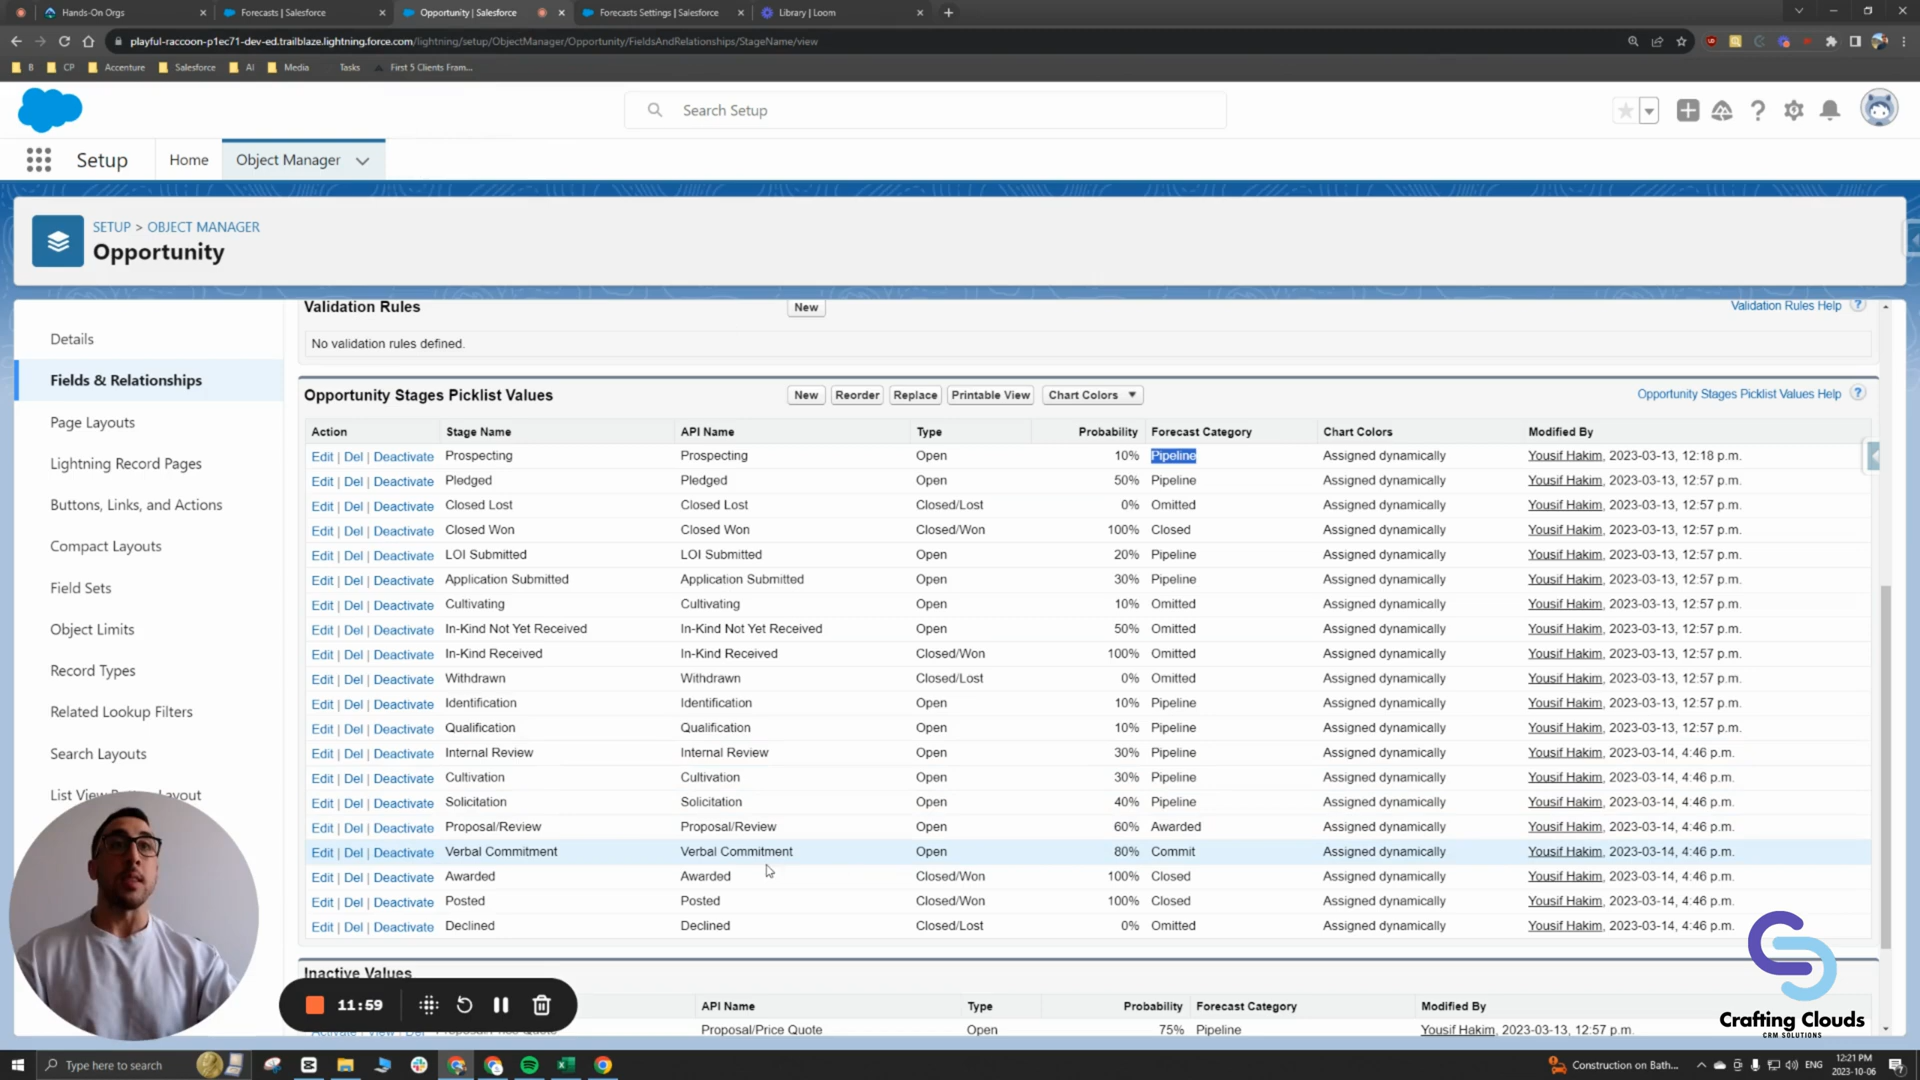 Hands-On Orgs
Forecasts | Salesforce
Opportunity | Salesforce
Forecasts Settings | Salesforce
Library | Loom
playful-raccoon-p1ec71-dev-ed.trailblaze.lightning.force.com/lightning/setup/ObjectManager/Opportunity/FieldsAndRelationships/StageName/view
B CP Accenture Salesforce AI Media Tasks First 5 Clients Fram...
Search Setup
Setup Home Object Manager
SETUP > OBJECT MANAGER
Opportunity
Details
Fields & Relationships
Page Layouts
Lightning Record Pages
Buttons, Links, and Actions
Compact Layouts
Field Sets
Object Limits
Record Types
Related Lookup Filters
Search Layouts
Validation Rules New Validation Rules Help ?
No validation rules defined.
Opportunity Stages Picklist Values New Reorder Replace Printable View Chart Colors Opportunity Stages Picklist Values Help ?
Action Stage Name API Name Type Probability Forecast Category Chart Colors Modified By
Edit | Del | Deactivate Prospecting Prospecting Open 10% Pipeline Assigned dynamically Yousif Hakim, 2023-03-13, 12:18 p.m.
Edit | Del | Deactivate Pledged Pledged Open 50% Pipeline Assigned dynamically Yousif Hakim, 2023-03-13, 12:57 p.m.
Edit | Del | Deactivate Closed Lost Closed Lost Closed/Lost 0% Omitted Assigned dynamically Yousif Hakim, 2023-03-13, 12:57 p.m.
Edit | Del | Deactivate Closed Won Closed Won Closed/Won 100% Closed Assigned dynamically Yousif Hakim, 2023-03-13, 12:57 p.m.
Edit | Del | Deactivate LOI Submitted LOI Submitted Open 20% Pipeline Assigned dynamically Yousif Hakim, 2023-03-13, 12:57 p.m.
Edit | Del | Deactivate Application Submitted Application Submitted Open 30% Pipeline Assigned dynamically Yousif Hakim, 2023-03-13, 12:57 p.m.
Edit | Del | Deactivate Cultivating Cultivating Open 10% Omitted Assigned dynamically Yousif Hakim, 2023-03-13, 12:57 p.m.
Edit | Del | Deactivate In-Kind Not Yet Received In-Kind Not Yet Received Open 50% Omitted Assigned dynamically Yousif Hakim, 2023-03-13, 12:57 p.m.
Edit | Del | Deactivate In-Kind Received In-Kind Received Closed/Won 100% Omitted Assigned dynamically Yousif Hakim, 2023-03-13, 12:57 p.m.
Edit | Del | Deactivate Withdrawn Withdrawn Closed/Lost 0% Omitted Assigned dynamically Yousif Hakim, 2023-03-13, 12:57 p.m.
Edit | Del | Deactivate Identification Identification Open 10% Pipeline Assigned dynamically Yousif Hakim, 2023-03-13, 12:57 p.m.
Edit | Del | Deactivate Qualification Qualification Open 10% Pipeline Assigned dynamically Yousif Hakim, 2023-03-13, 12:57 p.m.
Edit | Del | Deactivate Internal Review Internal Review Open 30% Pipeline Assigned dynamically Yousif Hakim, 2023-03-14, 4:46 p.m.
Edit | Del | Deactivate Cultivation Cultivation Open 30% Pipeline Assigned dynamically Yousif Hakim, 2023-03-14, 4:46 p.m.
Edit | Del | Deactivate Solicitation Solicitation Open 40% Pipeline Assigned dynamically Yousif Hakim, 2023-03-14, 4:46 p.m.
Edit | Del | Deactivate Proposal/Review Proposal/Review Open 60% Awarded Assigned dynamically Yousif Hakim, 2023-03-14, 4:46 p.m.
Edit | Del | Deactivate Verbal Commitment Verbal Commitment Open 80% Commit Assigned dynamically Yousif Hakim, 2023-03-14, 4:46 p.m.
Edit | Del | Deactivate Awarded Awarded Closed/Won 100% Closed Assigned dynamically Yousif Hakim, 2023-03-14, 4:46 p.m.
Edit | Del | Deactivate Posted Posted Closed/Won 100% Closed Assigned dynamically Yousif Hakim, 2023-03-14, 4:46 p.m.
Edit | Del | Deactivate Declined Declined Closed/Lost 0% Omitted Assigned dynamically Yousif Hakim, 2023-03-14, 4:46 p.m.
Inactive Values
API Name Type Probability Forecast Category Modified By
Proposal/Price Quote Open 75% Pipeline Yousif Hakim, 2023-03-13, 12:57 p.m.
11:59
Crafting Clouds
CRM SOLUTIONS
Type here to search
Construction on Bath...
ENG
12:21 PM
2023-10-06